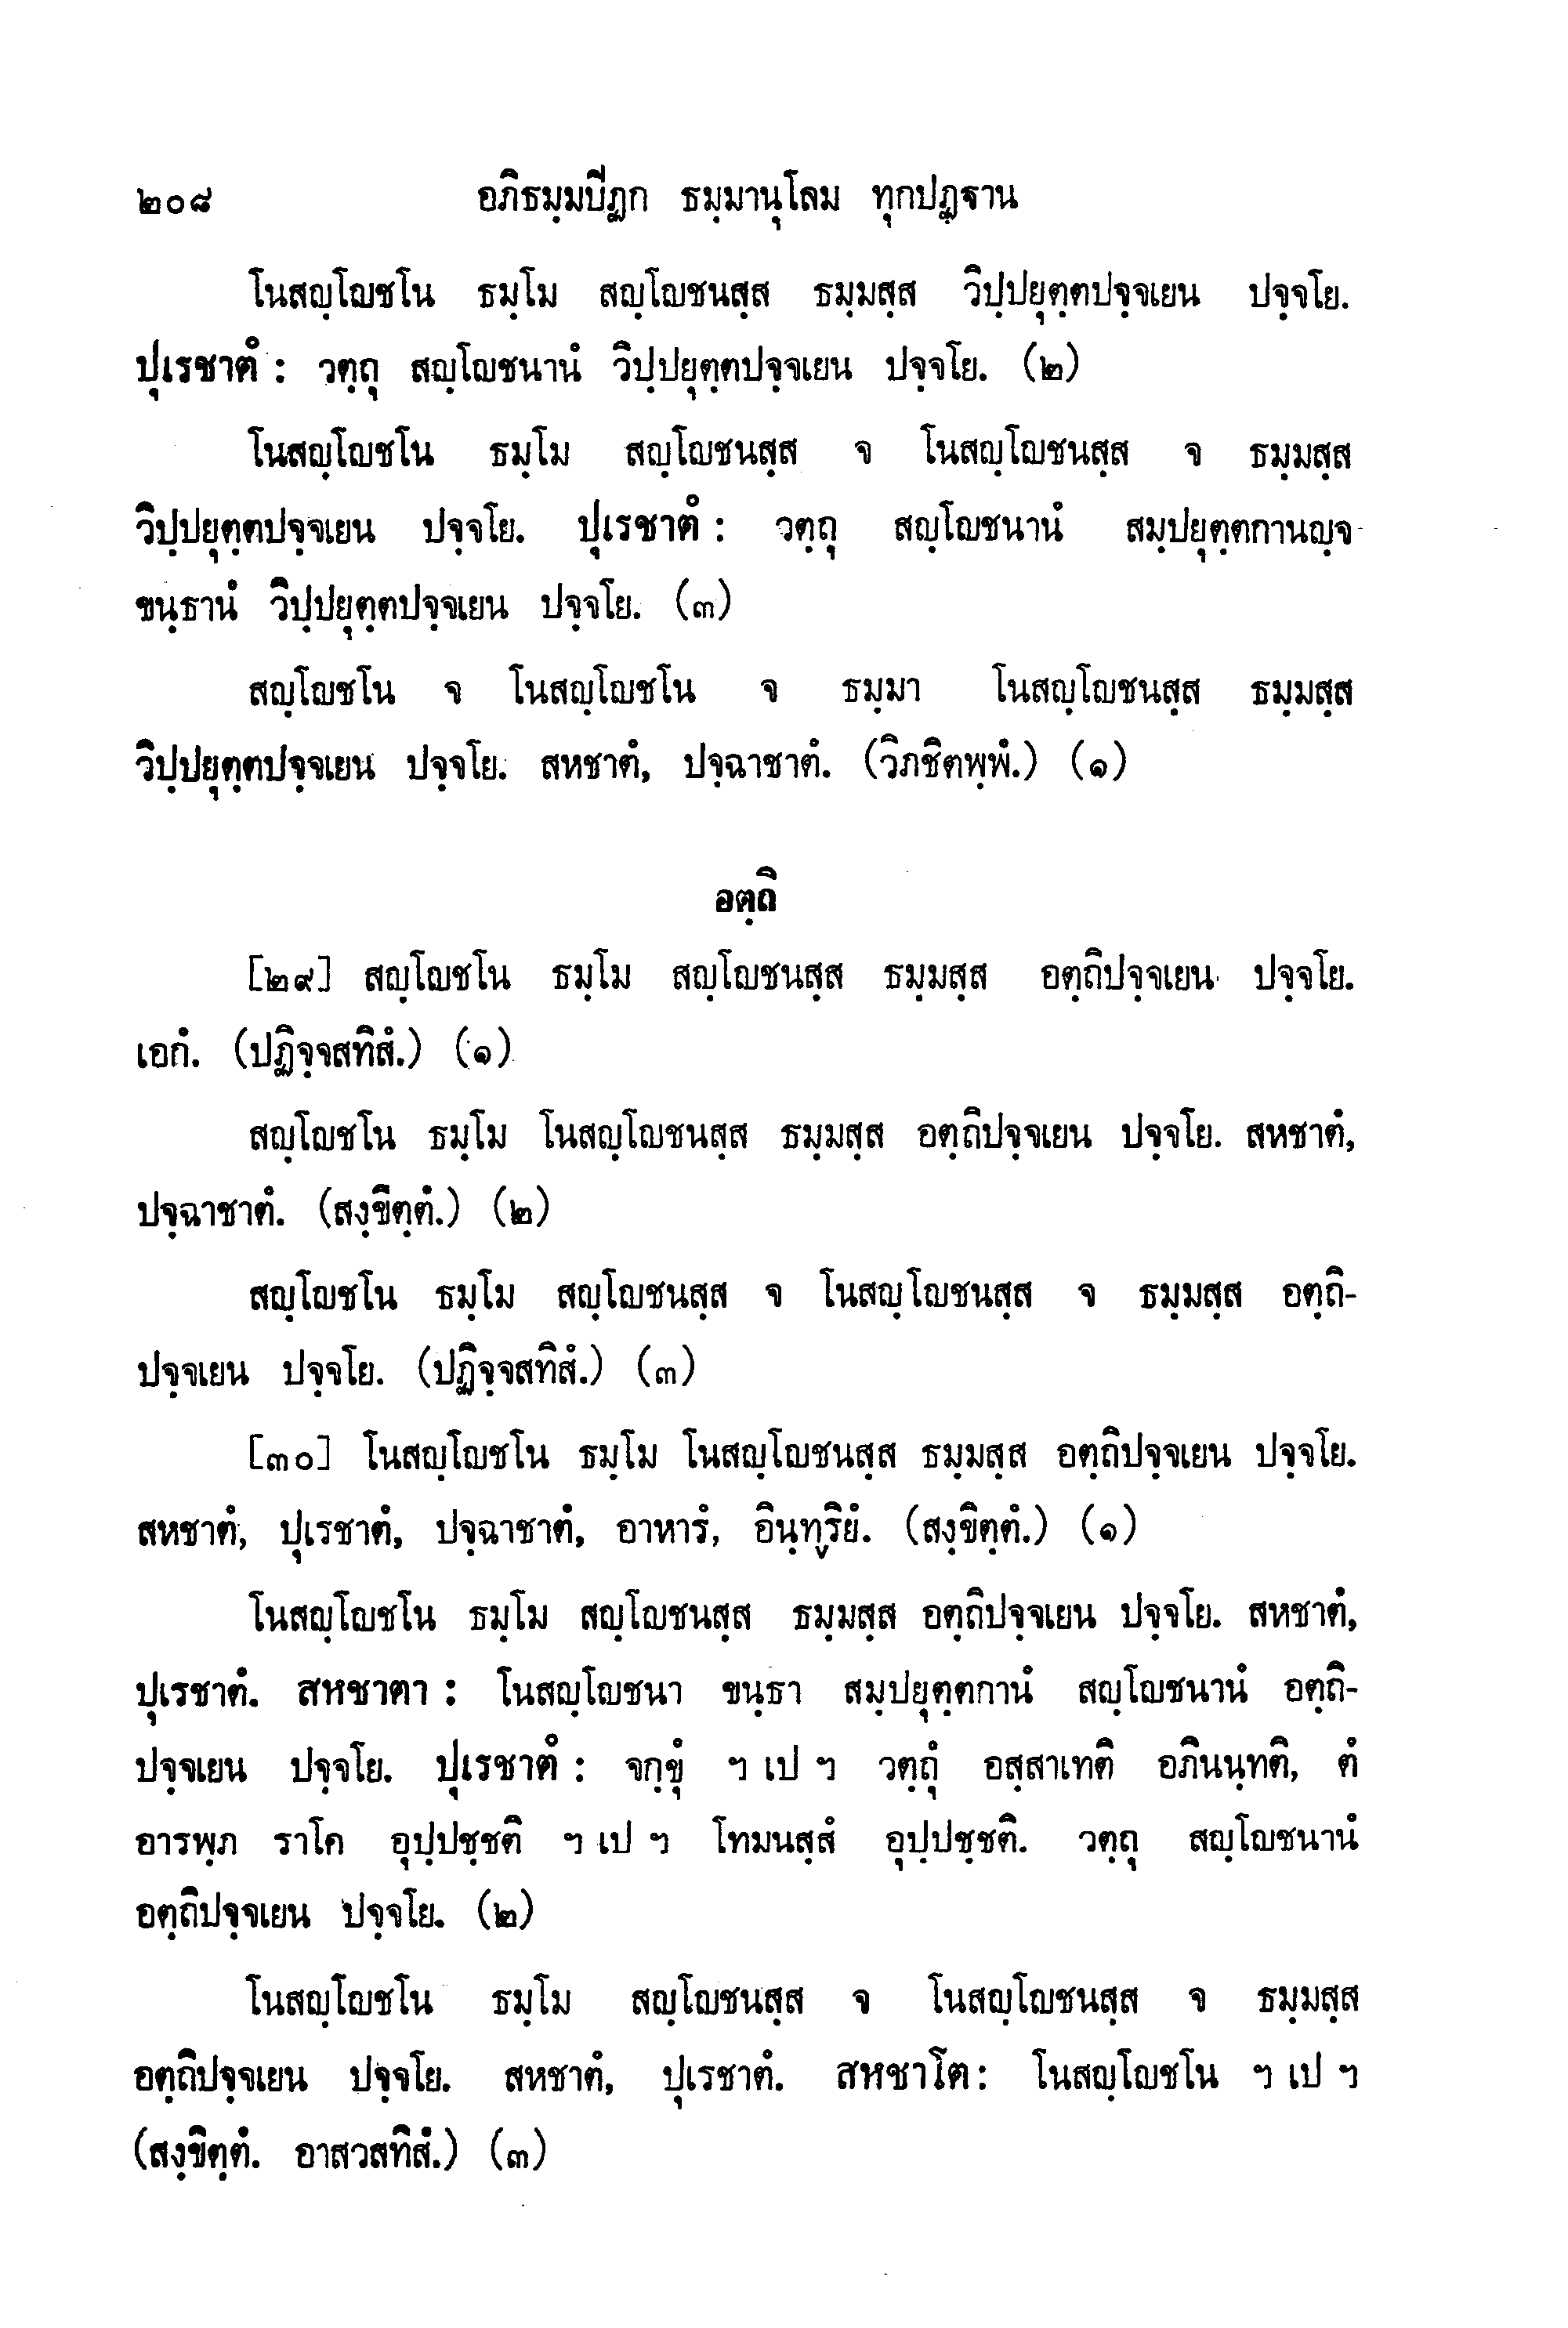 ๒๐๘ อภิธมฺมปีฏก ธมฺมานุโลม ทุกปฏฺฐาน
โนสญฺโญชโน ธมฺโม สญฺโญชนสฺส ธมฺมสฺส วิปฺปยุตฺตปจฺจเยน ปจฺจโย.
ปุเรชาตํ : วตฺถุ สญฺโญชนานํ วิปฺปยุตฺตปจฺจเยน ปจฺจโย. (๒)
โนสญฺโญชโน ธมฺโม สญฺโญชนสฺส จ โนสญฺโญชนสฺส จ ธมฺมสฺส
วิปฺปยุตฺตปจฺจเยน ปจฺจโย. ปุเรชาตํ : วตฺถุ สญฺโญชนานํ สมฺปยุตฺตกานญฺจ
ขนฺธานํ วิปฺปยุตฺตปจฺจเยน ปจฺจโย. (๓)
สญฺโญชโน จ โนสญฺโญชโน จ ธมฺมา โนสญฺโญชนสฺส ธมฺมสฺส
วิปฺปยุตฺตปจฺจเยน ปจฺจโย. สหชาตํ, ปจฺฉาชาตํ. (วิภชิตพฺพํ.) (๑)
อตฺถิ
[๒๙] สญฺโญชโน ธมฺโม สญฺโญชนสฺส ธมฺมสฺส อตฺถิปจฺจเยน ปจฺจโย.
เอกํ. (ปฏิจฺจสทิสํ.) (๑)
สญฺโญชโน ธมฺโม โนสญฺโญชนสฺส ธมฺมสฺส อตฺถิปจฺจเยน ปจฺจโย. สหชาตํ,
ปจฺฉาชาตํ. (สงฺขิตฺตํ.) (๒)
สญฺโญชโน ธมฺโม สญฺโญชนสฺส จ โนสญฺโญชนสฺส จ ธมฺมสฺส อตฺถิ-
ปจฺจเยน ปจฺจโย. (ปฏิจฺจสทิสํ.) (๓)
[๓๐] โนสญฺโญชโน ธมฺโม โนสญฺโญชนสฺส ธมฺมสฺส อตฺถิปจฺจเยน ปจฺจโย.
สหชาตํ, ปุเรชาตํ, ปจฺฉาชาตํ, อาหารํ, อินฺทฺริยํ. (สงฺขิตฺตํ.) (๑)
โนสญฺโญชโน ธมฺโม สญฺโญชนสฺส ธมฺมสฺส อตฺถิปจฺจเยน ปจฺจโย. สหชาตํ,
ปุเรชาตํ. สหชาตา : โนสญฺโญชนา ขนฺธา สมฺปยุตฺตกานํ สญฺโญชนานํ อตฺถิ-
ปจฺจเยน ปจฺจโย. ปุเรชาตํ : จกฺขุํ ฯ เป ฯ วตฺถุํ อสฺสาเทติ อภินนฺทติ, ตํ
อารพฺภ ราโค อุปฺปชฺชติ ฯ เป ฯ โทมนสฺสํ อุปฺปชฺชติ. วตฺถุ สญฺโญชนานํ
อตฺถิปจฺจเยน ปจฺจโย. (๒)
โนสญฺโญชโน ธมฺโม สญฺโญชนสฺส จ โนสญฺโญชนสฺส จ ธมฺมสฺส
อตฺถิปจฺจเยน ปจฺจโย. สหชาตํ, ปุเรชาตํ. สหชาโต : โนสญฺโญชโน ฯ เป ฯ
(สงฺขิตฺตํ. อาสวสทิสํ.) (๓)